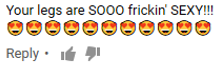 Your legs are SOOO frickin' SEXY!!!
😍😍😍😍😍😍😍😍😍😍
Reply •